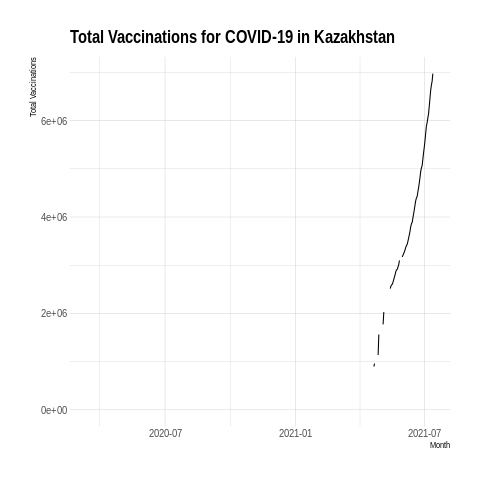 Total Vaccinations for COVID-19 in Kazakhstan
Total Vaccinations
6e+06
4e+06
2e+06
0e+00
2020-07
2021-01
2021-07
Month